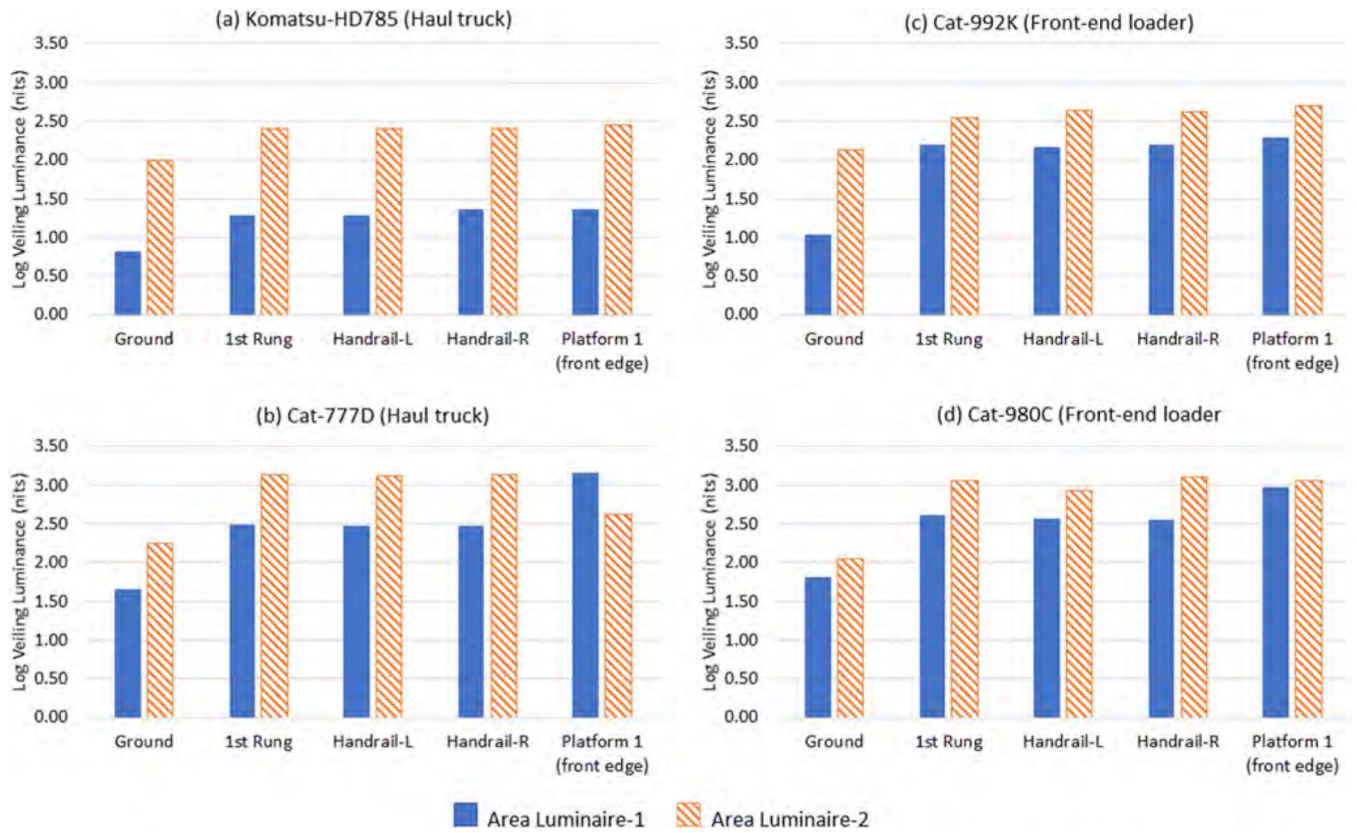 (a) Komatsu-HD785 (Haul truck)
Log Veiling Luminance (nits)
3.50
3.00
2.50
2.00
1.50
1.00
0.50
0.00
Ground 1st Rung Handrail-L Handrail-R Platform 1
(front edge)
(c) Cat-992K (Front-end loader)
Log Veiling Luminance (nits)
3.50
3.00
2.50
2.00
1.50
1.00
0.50
0.00
Ground 1st Rung Handrail-L Handrail-R Platform 1
(front edge)
(b) Cat-777D (Haul truck)
Log Veiling Luminance (nits)
3.50
3.00
2.50
2.00
1.50
1.00
0.50
0.00
Ground 1st Rung Handrail-L Handrail-R Platform 1
(front edge)
(d) Cat-980C (Front-end loader
Log Veiling Luminance (nits)
3.50
3.00
2.50
2.00
1.50
1.00
0.50
0.00
Ground 1st Rung Handrail-L Handrail-R Platform 1
(front edge)
Area Luminaire-1 Area Luminaire-2